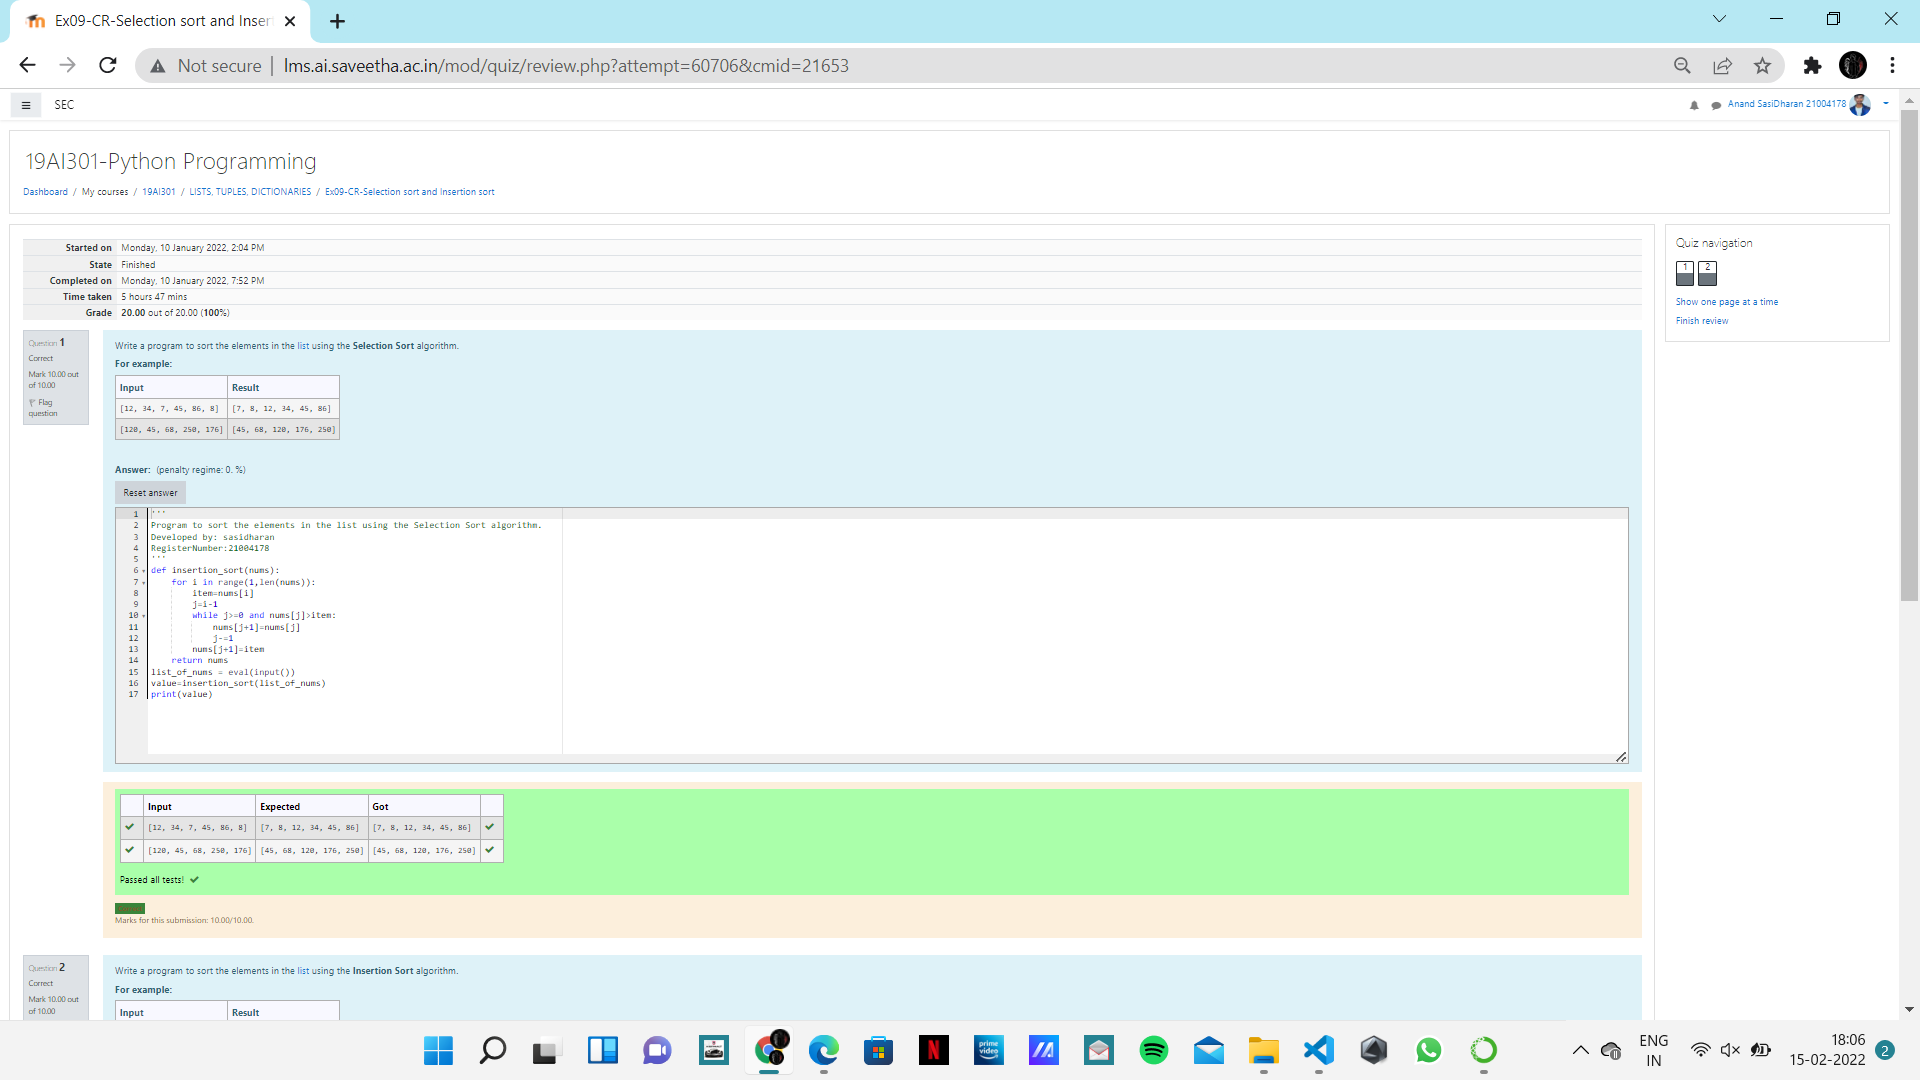 Ex09-CR-Selection sort and Inser
Not secure | lms.ai.saveetha.ac.in/mod/quiz/review.php?attempt=60706&cmid=21653
SEC
Anand SasiDharan 21004178
19AI301-Python Programming
Dashboard / My courses / 19AI301 / LISTS, TUPLES, DICTIONARIES / Ex09-CR-Selection sort and Insertion sort
Started on Monday, 10 January 2022, 2:04 PM
State Finished
Completed on Monday, 10 January 2022, 7:52 PM
Time taken 5 hours 47 mins
Grade 20.00 out of 20.00 (100%)
Quiz navigation
1 2
Show one page at a time
Finish review
Question 1
Correct
Mark 10.00 out
of 10.00
Flag
question
Write a program to sort the elements in the list using the Selection Sort algorithm.
For example:
Input Result
[12, 34, 7, 45, 86, 8] [7, 8, 12, 34, 45, 86]
[120, 45, 68, 250, 176] [45, 68, 120, 176, 250]
Answer: (penalty regime: 0. %)
Reset answer
1 '''
2 Program to sort the elements in the list using the Selection Sort algorithm.
3 Developed by: sasidharan
4 RegisterNumber:21004178
5 '''
6 def insertion_sort(nums):
7 for i in range(1,len(nums)):
8 item=nums[i]
9 j=i-1
10 while j>=0 and nums[j]>item:
11 nums[j+1]=nums[j]
12 j-=1
13 nums[j+1]=item
14 return nums
15 list_of_nums = eval(input())
16 value=insertion_sort(list_of_nums)
17 print(value)
Input Expected Got
[12, 34, 7, 45, 86, 8] [7, 8, 12, 34, 45, 86] [7, 8, 12, 34, 45, 86]
[120, 45, 68, 250, 176] [45, 68, 120, 176, 250] [45, 68, 120, 176, 250]
Passed all tests!
Marks for this submission: 10.00/10.00.
Question 2
Correct
Mark 10.00 out
of 10.00
Write a program to sort the elements in the list using the Insertion Sort algorithm.
For example:
Input Result
prime video
N
ENG
IN
18:06
15-02-2022
2